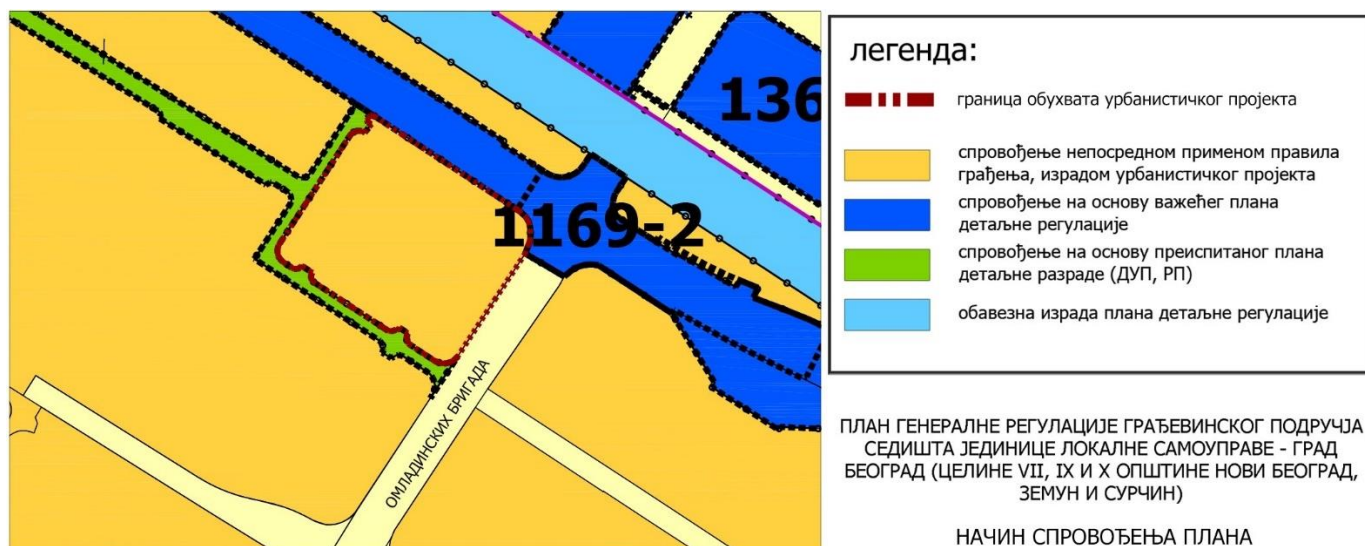 136
1169-2
ОМЛАДИНСКИХ БРИГАДА
легенда:
граница обухвата урбанистичког пројекта
спровођење непосредном применом правила
грађења, израдом урбанистичког пројекта
спровођење на основу важећег плана
детаљне регулације
спровођење на основу преиспитаног плана
детаљне разраде (ДУП, РП)
обавезна израда плана детаљне регулације
ПЛАН ГЕНЕРАЛНЕ РЕГУЛАЦИЈЕ ГРАЂЕВИНСКОГ ПОДРУЧЈА
СЕДИШТА ЈЕДИНИЦЕ ЛОКАЛНЕ САМОУПРАВЕ - ГРАД
БЕОГРАД (ЦЕЛИНЕ VII, IX И X ОПШТИНЕ НОВИ БЕОГРАД,
ЗЕМУН И СУРЧИН)
НАЧИН СПРОВОЂЕЊА ПЛАНА